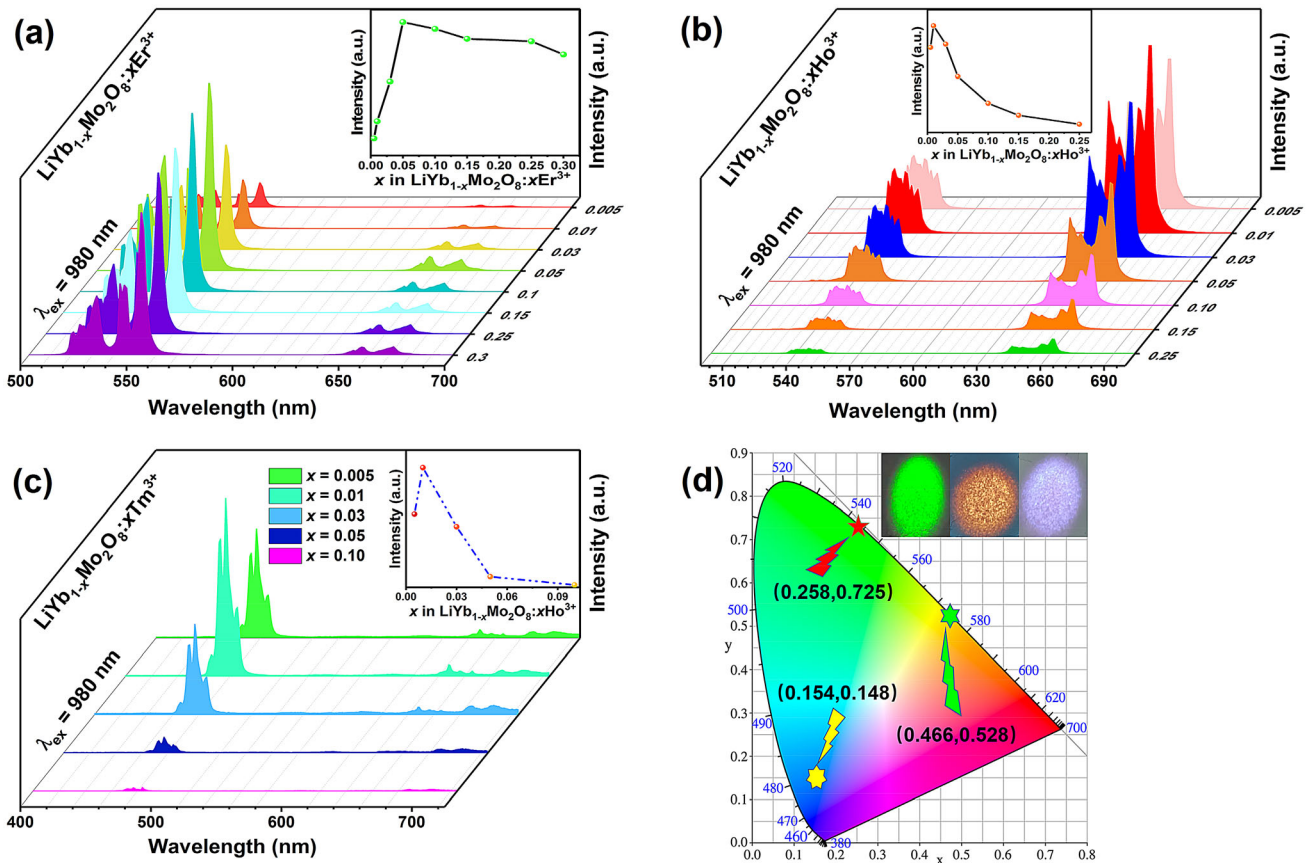 (a)
LiYb1-xMo2O8:xEr3+
λex = 980 nm
Intensity (a.u.)
0.00 0.05 0.10 0.15 0.20 0.25 0.30
x in LiYb1-xMo2O8:xEr3+
Intensity (a.u.)
0.005
0.01
0.03
0.05
0.1
0.15
0.25
0.3
500 550 600 650 700
Wavelength (nm)
(b)
LiYb1-xMo2O8:xHo3+
λex = 980 nm
Intensity (a.u.)
0.00 0.05 0.10 0.15 0.20 0.25
x in LiYb1-xMo2O8:xHo3+
Intensity (a.u.)
0.005
0.01
0.03
0.05
0.10
0.15
0.25
510 540 570 600 630 660 690
Wavelength (nm)
(c)
LiYb1-xMo2O8:xTm3+
λex = 980 nm
x = 0.005
x = 0.01
x = 0.03
x = 0.05
x = 0.10
Intensity (a.u.)
0.00 0.03 0.06 0.09
x in LiYb1-xMo2O8:xHo3+
Intensity (a.u.)
400 500 600 700
Wavelength (nm)
(d)
0.9
0.8
0.7
0.6
0.5
y
0.4
0.3
0.2
0.1
0.0
520
540
560
500
580
600
620
700
490
480
470
460
380
(0.258,0.725)
(0.154,0.148)
(0.466,0.528)
0.0 0.1 0.2 0.3 0.4 0.5 0.6 0.7 0.8
x